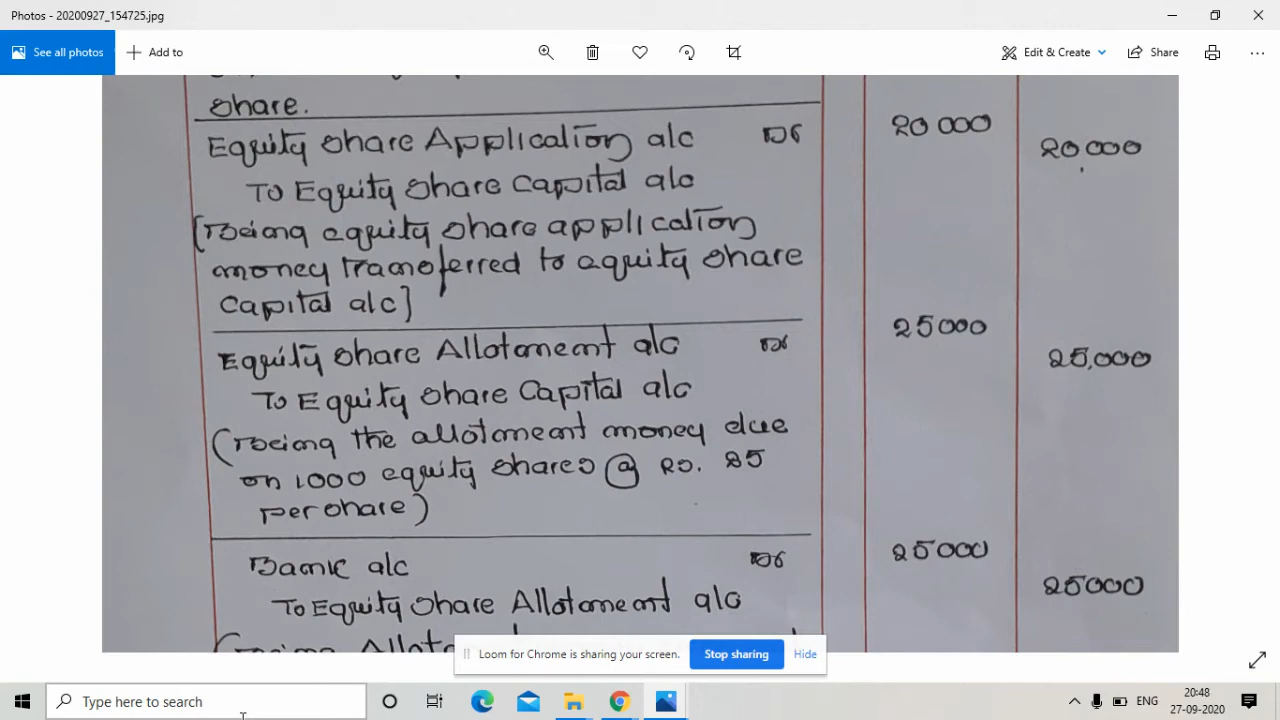 Photos - 20200927_154725.jpg
See all photos
Add to
Edit & Create
Share
share.
Equity Share Application a/c Dr 20 000
To Equity Share Capital a/c 20,000
[Being equity share application
money transferred to equity share
Capital a/c]
Equity Share Allotment a/c Dr 25000
To Equity Share Capital a/c 25,000
(Being the allotment money due
on 1000 equity shares @ Rs. 25
per share)
Bank a/c Dr 25000
To Equity Share Allotment a/c 25000
(Being
Loom for Chrome is sharing your screen.
Stop sharing
Hide
Type here to search
ENG
20:48
27-09-2020